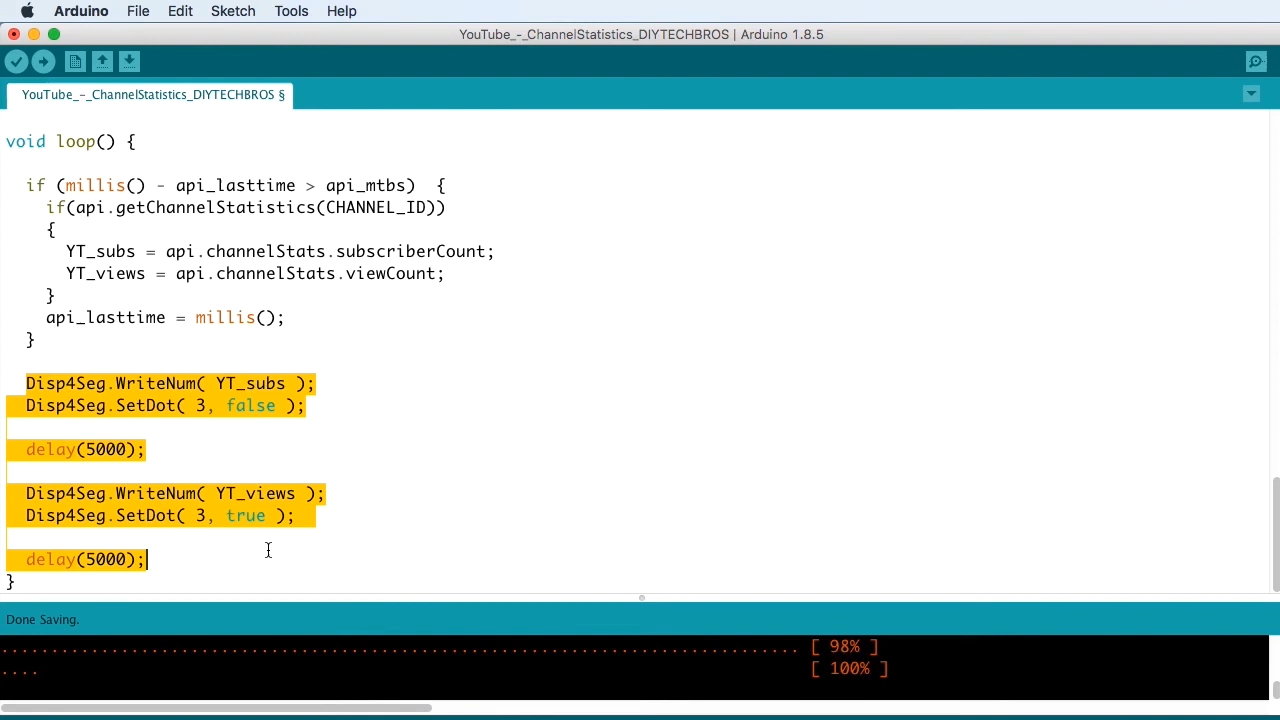 Arduino File Edit Sketch Tools Help
YouTube_-_ChannelStatistics_DIYTECHBROS | Arduino 1.8.5
YouTube_-_ChannelStatistics_DIYTECHBROS §
void loop() {
if (millis() - api_lasttime > api_mtbs) {
if(api.getChannelStatistics(CHANNEL_ID))
{
YT_subs = api.channelStats.subscriberCount;
YT_views = api.channelStats.viewCount;
}
api_lasttime = millis();
}
Disp4Seg.WriteNum( YT_subs );
Disp4Seg.SetDot( 3, false );
delay(5000);
Disp4Seg.WriteNum( YT_views );
Disp4Seg.SetDot( 3, true );
delay(5000);
}
Done Saving.
................................................................................ [ 98% ]
.... [ 100% ]